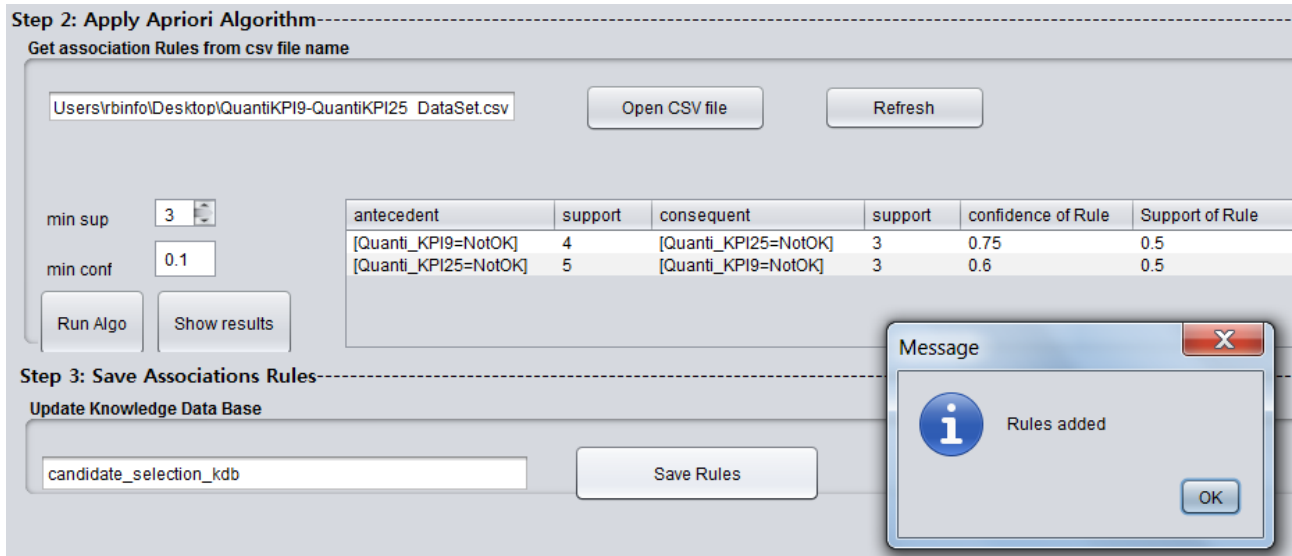 Step 2: Apply Apriori Algorithm
Get association Rules from csv file name
Users\rbinfo\Desktop\QuantiKPI9-QuantiKPI25_DataSet.csv Open CSV file Refresh
min sup 3
min conf 0.1
antecedent support consequent support confidence of Rule Support of Rule
[Quanti_KPI9=NotOK] 4 [Quanti_KPI25=NotOK] 3 0.75 0.5
[Quanti_KPI25=NotOK] 5 [Quanti_KPI9=NotOK] 3 0.6 0.5
Run Algo Show results
Step 3: Save Associations Rules
Update Knowledge Data Base
candidate_selection_kdb Save Rules
Message X
i Rules added
OK